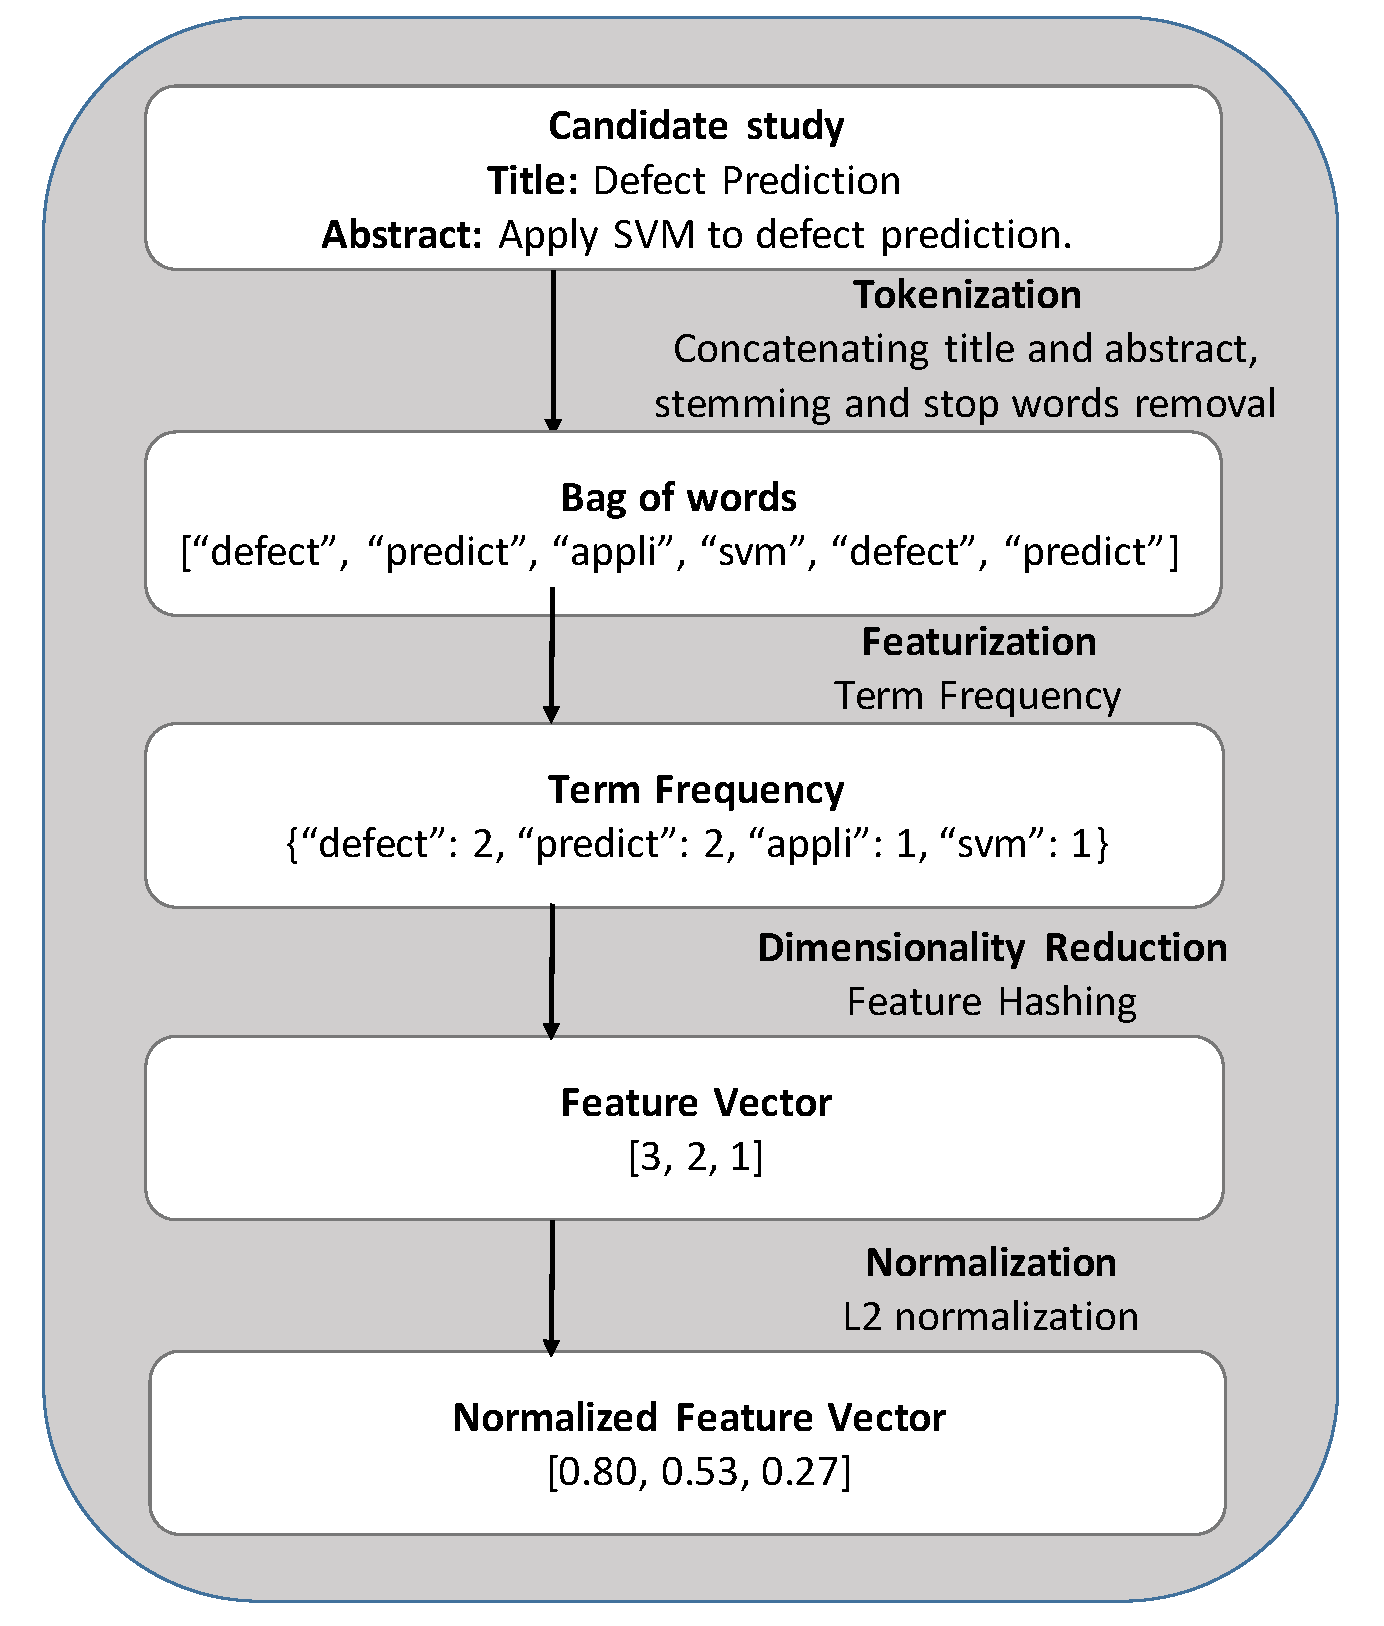 Candidate study
Title: Defect Prediction
Abstract: Apply SVM to defect prediction.
Tokenization
Concatenating title and abstract,
stemming and stop words removal
Bag of words
[“defect”, “predict”, “appli”, “svm”, “defect”, “predict”]
Featurization
Term Frequency
Term Frequency
{“defect”: 2, “predict”: 2, “appli”: 1, “svm”: 1}
Dimensionality Reduction
Feature Hashing
Feature Vector
[3, 2, 1]
Normalization
L2 normalization
Normalized Feature Vector
[0.80, 0.53, 0.27]